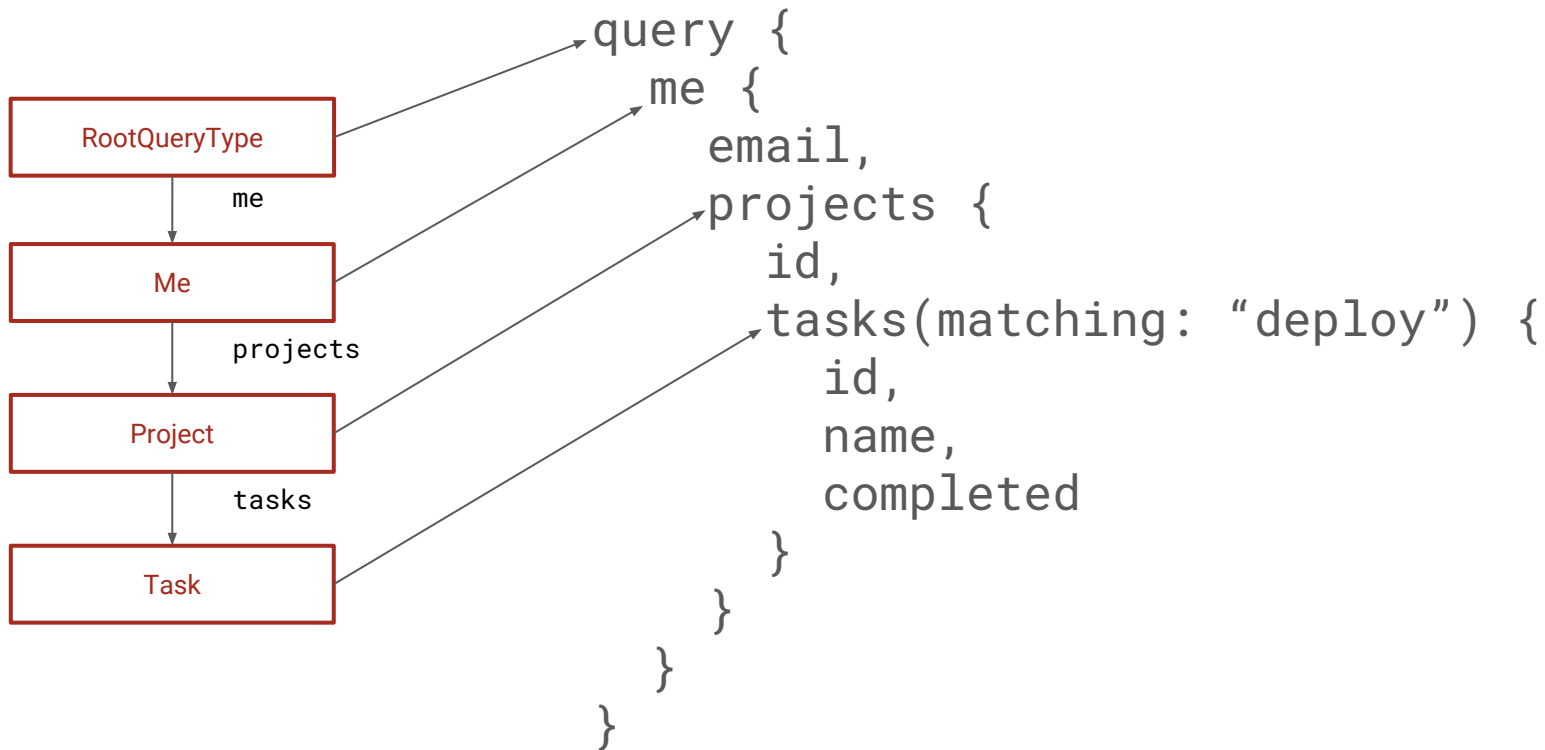 RootQueryType
me
Me
projects
Project
tasks
Task
query {
me {
email,
projects {
id,
tasks(matching: “deploy”) {
id,
name,
completed
}
}
}
}